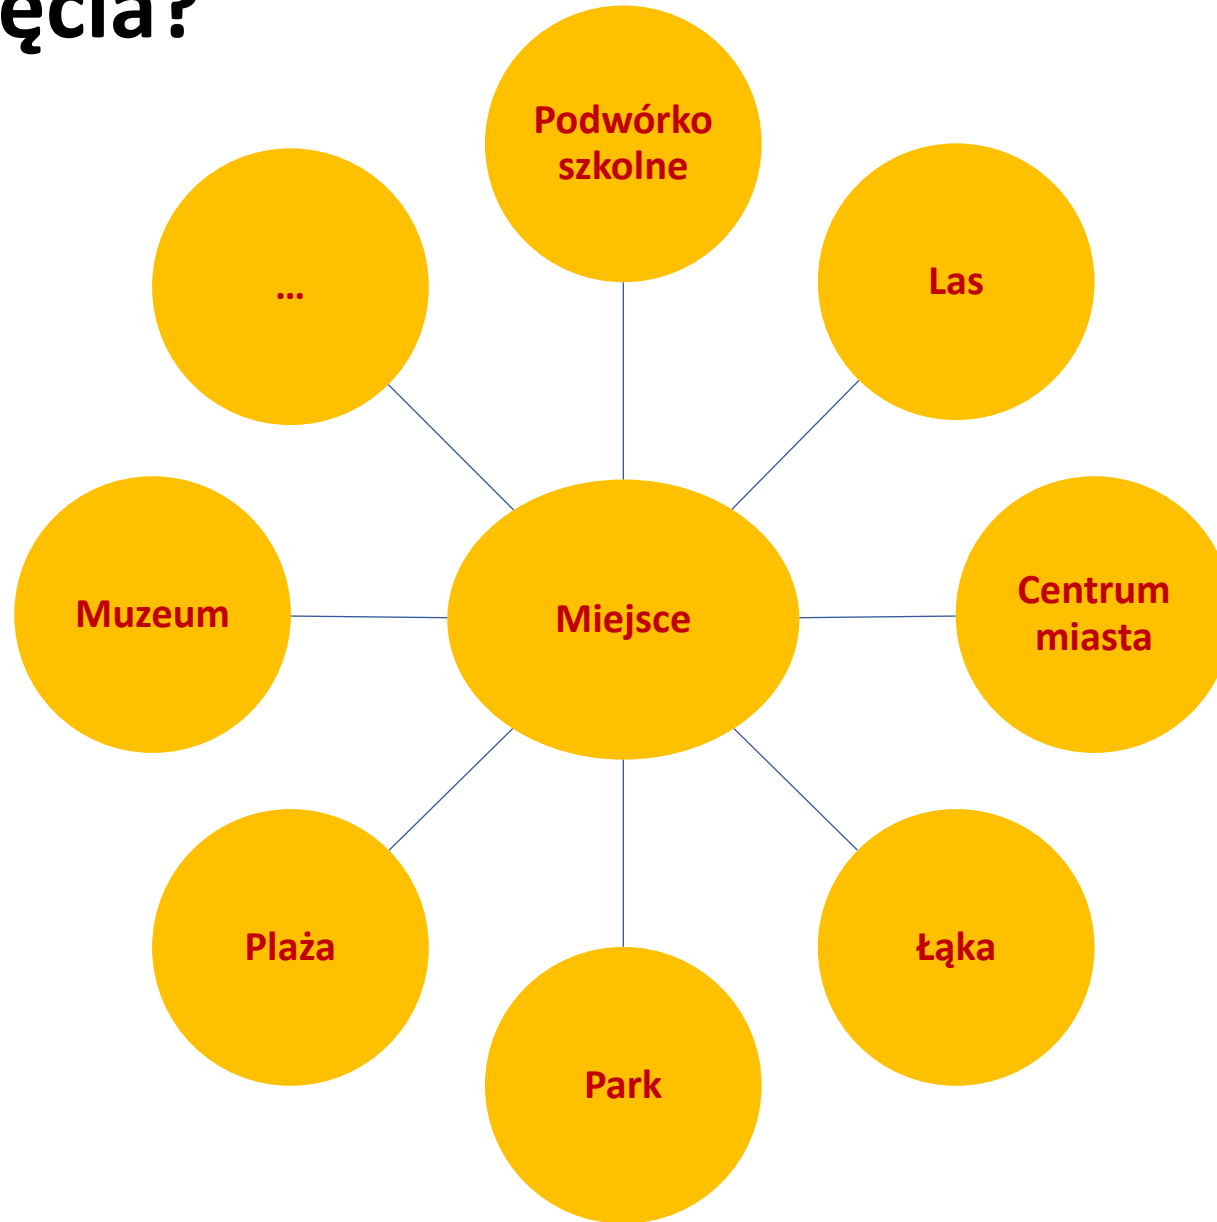 ęcia?
Podwórko
szkolne
...
Las
Muzeum
Miejsce
Centrum
miasta
Plaża
Łąka
Park